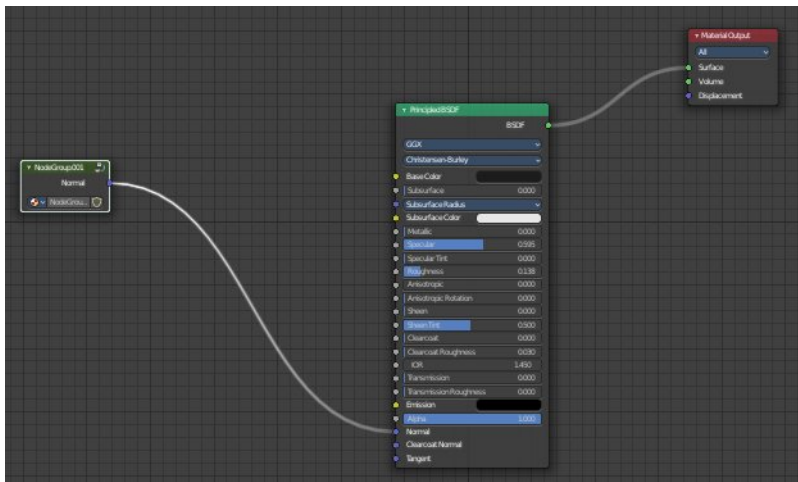 NodeGroup.001
Normal
NodeGrou...
Principled BSDF
BSDF
GGX
Christensen-Burley
Base Color
Subsurface 0.000
Subsurface Radius
Subsurface Color
Metallic 0.000
Specular 0.595
Specular Tint 0.000
Roughness 0.138
Anisotropic 0.000
Anisotropic Rotation 0.000
Sheen 0.000
Sheen Tint 0.500
Clearcoat 0.000
Clearcoat Roughness 0.030
IOR 1.450
Transmission 0.000
Transmission Roughness 0.000
Emission
Alpha 1.000
Normal
Clearcoat Normal
Tangent
Material Output
All
Surface
Volume
Displacement